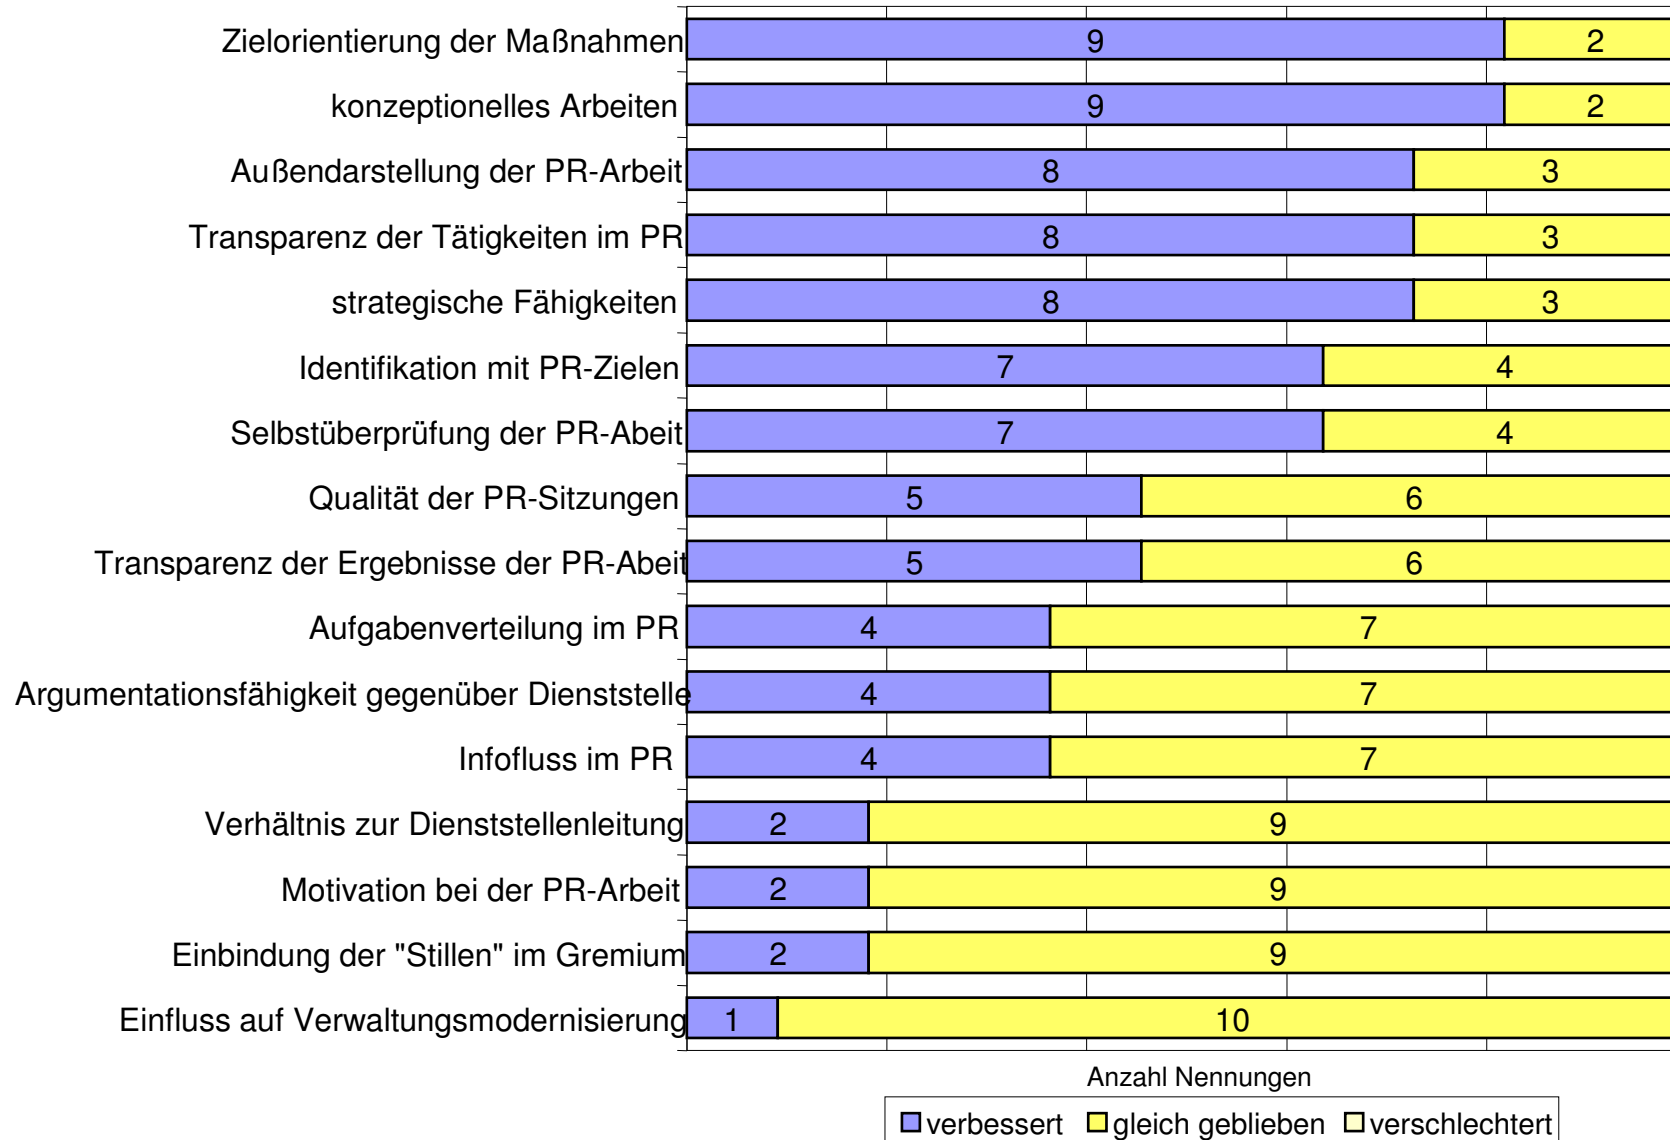 Zielorientierung der Maßnahmen 9 2
konzeptionelles Arbeiten 9 2
Außendarstellung der PR-Arbeit 8 3
Transparenz der Tätigkeiten im PR 8 3
strategische Fähigkeiten 8 3
Identifikation mit PR-Zielen 7 4
Selbstüberprüfung der PR-Abeit 7 4
Qualität der PR-Sitzungen 5 6
Transparenz der Ergebnisse der PR-Abeit 5 6
Aufgabenverteilung im PR 4 7
Argumentationsfähigkeit gegenüber Dienststelle 4 7
Infofluss im PR 4 7
Verhältnis zur Dienststellenleitung 2 9
Motivation bei der PR-Arbeit 2 9
Einbindung der "Stillen" im Gremium 2 9
Einfluss auf Verwaltungsmodernisierung 1 10
Anzahl Nennungen
verbessert gleich geblieben verschlechtert